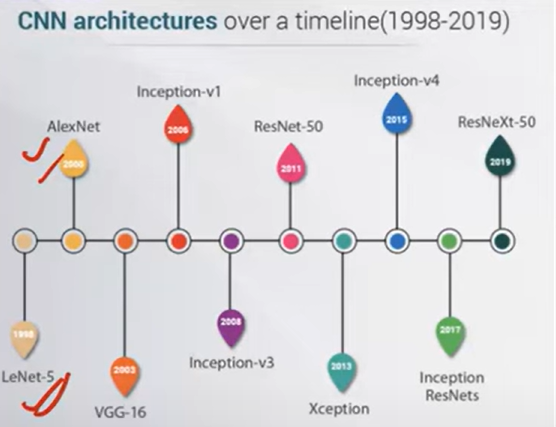 CNN architectures over a timeline(1998-2019)
Inception-v4
Inception-v1
AlexNet
ResNet-50
ResNeXt-50
2000
2006
2011
2015
2019
1998
2003
2008
2013
2017
LeNet-5
VGG-16
Inception-v3
Xception
Inception
ResNets